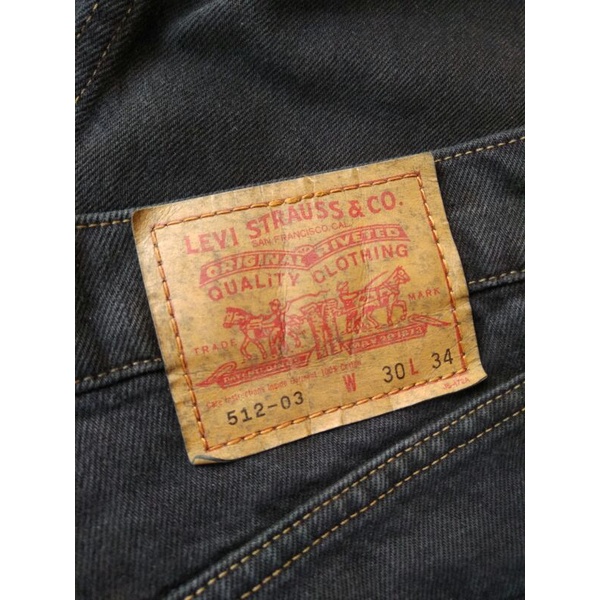 LEVI STRAUSS & CO.
SAN FRANCISCO, CAL.
ORIGINAL RIVETED
QUALITY CLOTHING
TRADE MARK
512-03 W 30 L 34